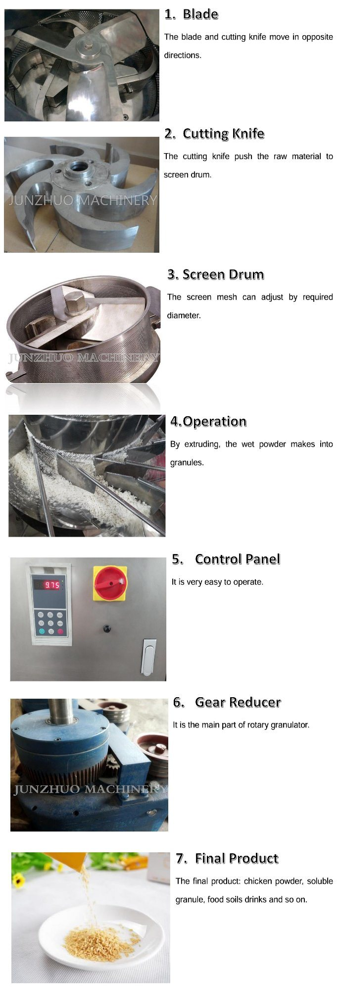 1. Blade
The blade and cutting knife move in opposite
directions.
2. Cutting Knife
The cutting knife push the raw material to
screen drum.
JUNZHUO MACHINERY
3. Screen Drum
The screen mesh can adjust by required
diameter.
JUNZHUO MACHINERY
4.Operation
By extruding, the wet powder makes into
granules.
5. Control Panel
It is very easy to operate.
9.75
6. Gear Reducer
It is the main part of rotary granulator.
JUNZHUO MACHINERY
7. Final Product
The final product: chicken powder, soluble
granule, food soils drinks and so on.